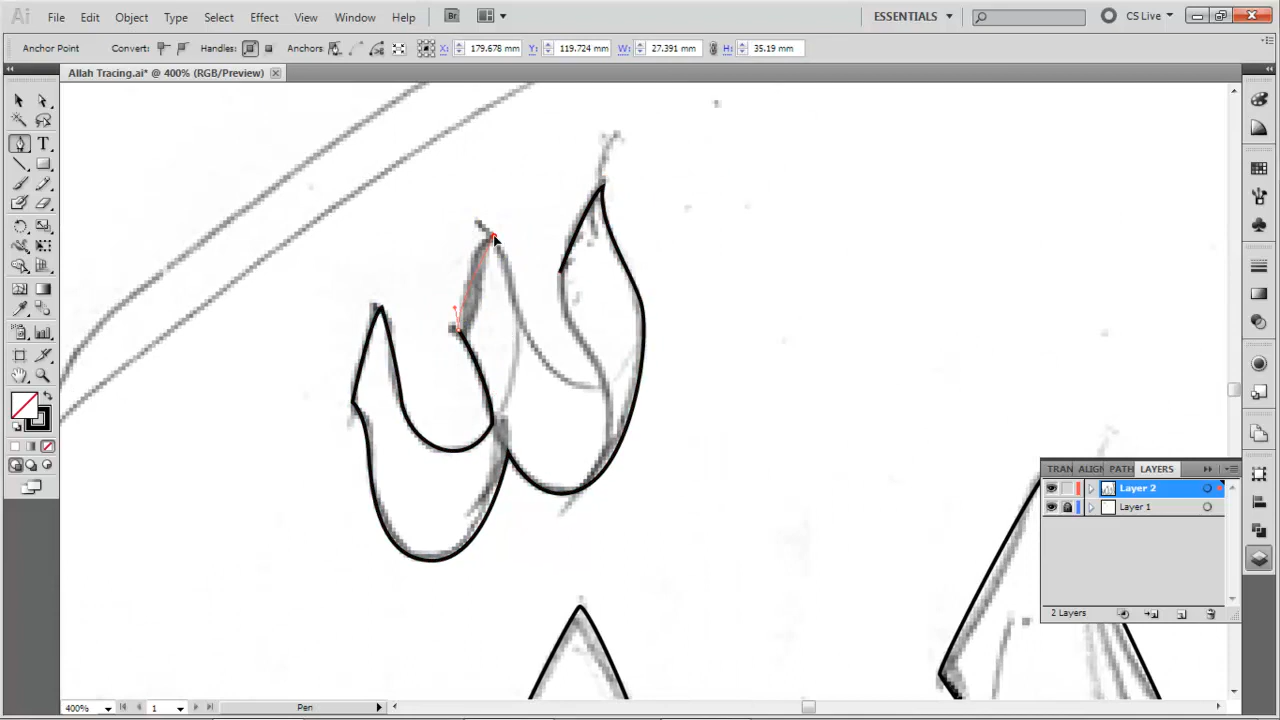 Ai File Edit Object Type Select Effect View Window Help Br ESSENTIALS CS Live
Anchor Point Convert: Handles: Anchors X: 179.678 mm Y: 119.724 mm W: 27.391 mm H: 35.19 mm
Allah Tracing.ai* @ 400% (RGB/Preview)
T
TRAN ALIGN PATH LAYERS
Layer 2
Layer 1
2 Layers
400% 1 Pen